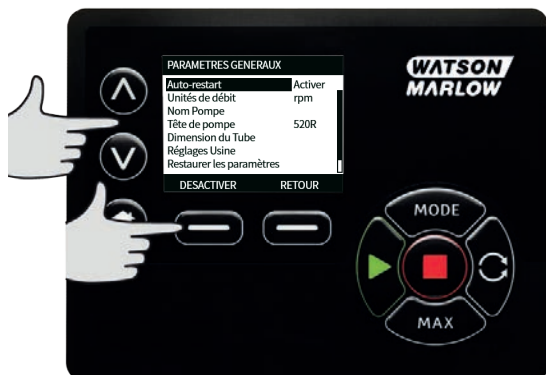 PARAMETRES GENERAUX
Auto-restart Activer
Unités de débit rpm
Nom Pompe
Tête de pompe 520R
Dimension du Tube
Réglages Usine
Restaurer les paramètres
DESACTIVER RETOUR
WATSON
MARLOW
MODE
MAX